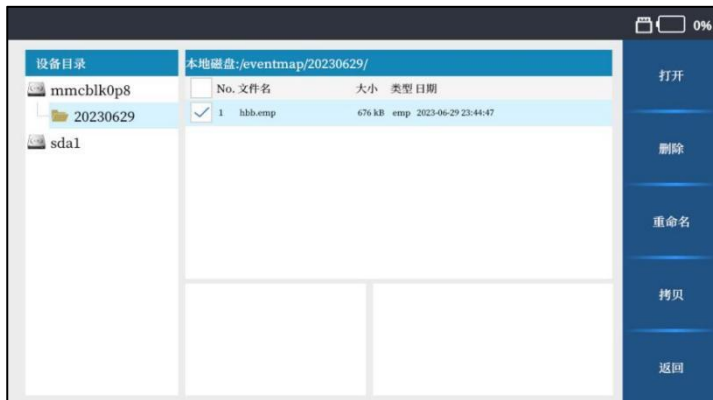 0%
设备目录
mmcblk0p8
20230629
sda1
本地磁盘:/eventmap/20230629/
No. 文件名 大小 类型 日期
1 hbb.emp 676 kB emp 2023-06-29 23:44:47
打开
删除
重命名
拷贝
返回